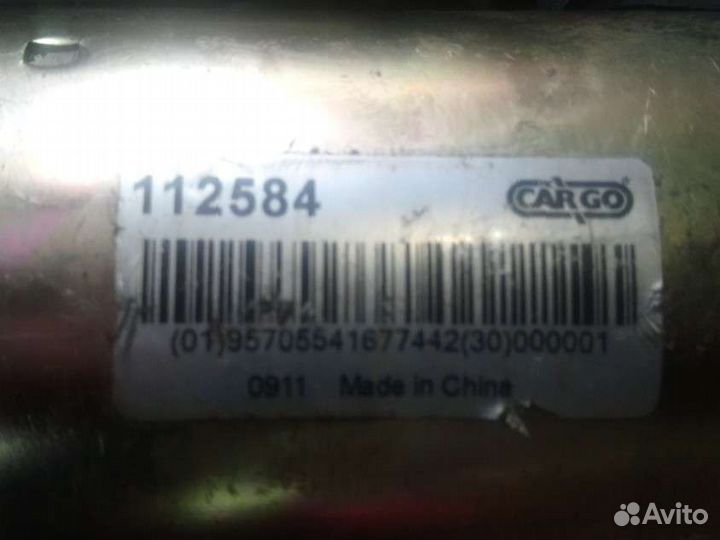 112584
CARGO
(01)95705541677442(30)000001
0911 Made in China
Avito